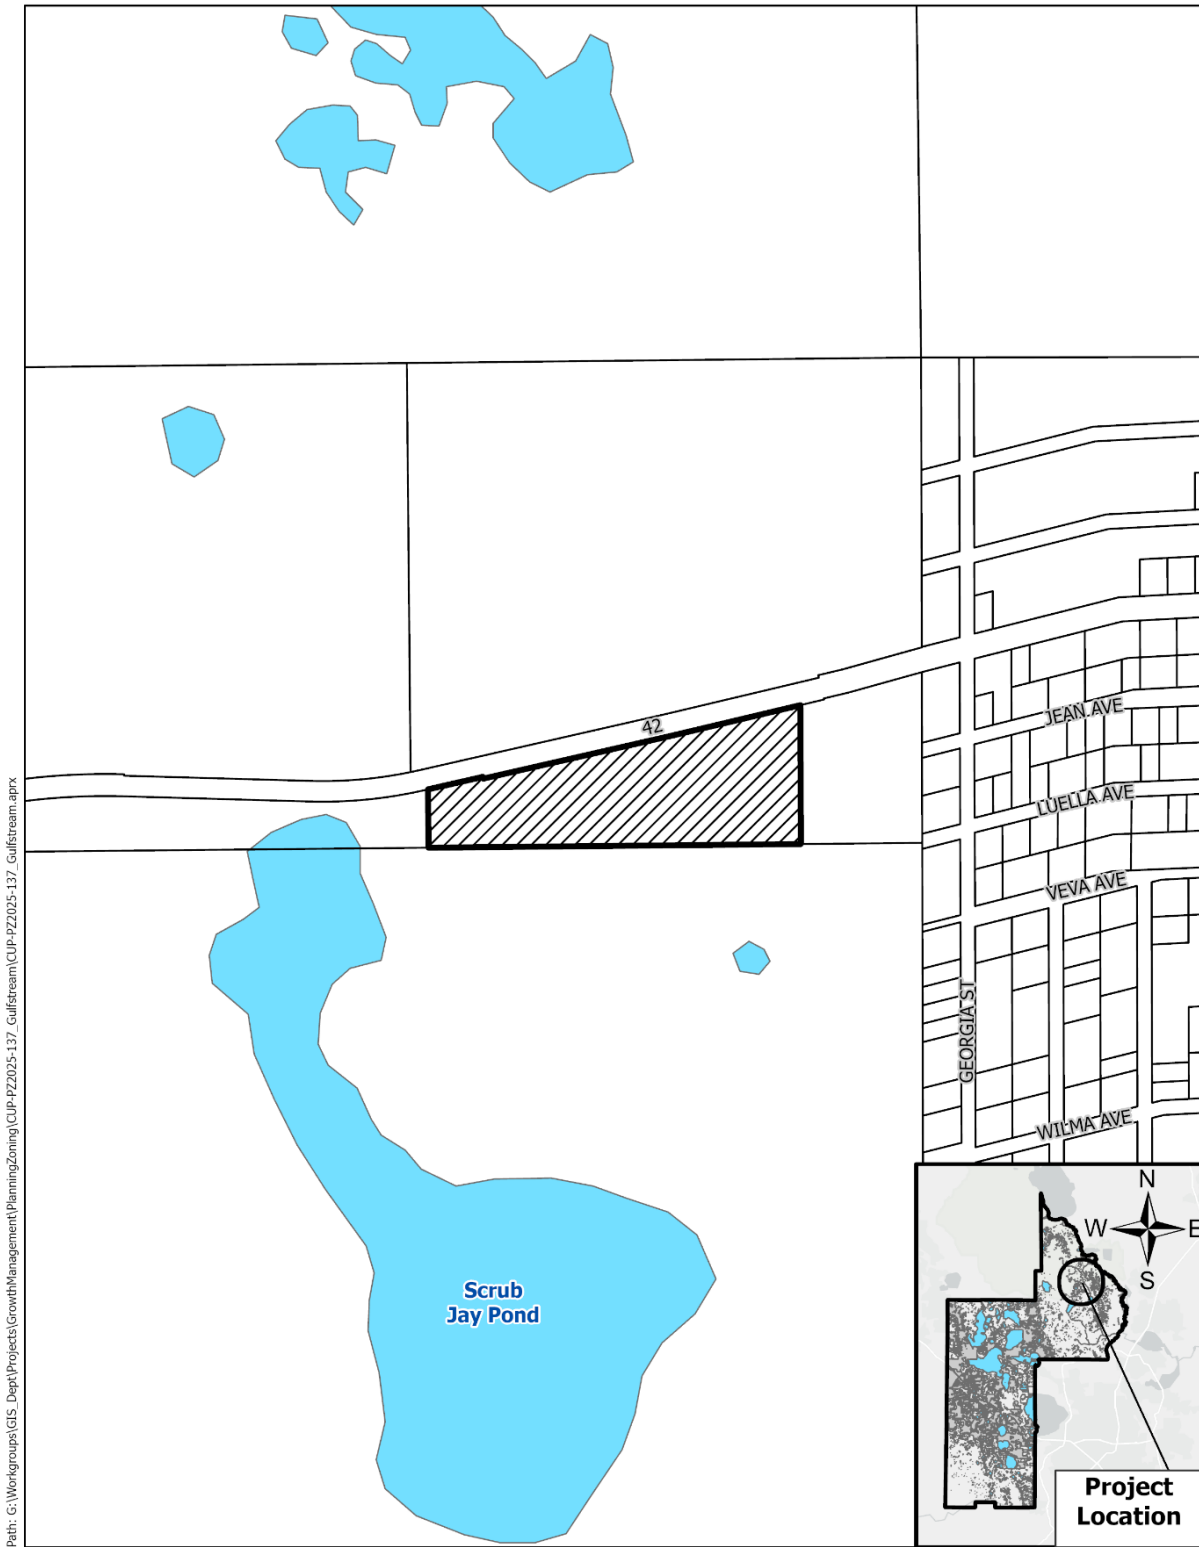 42
JEAN AVE
LUELLA AVE
VEVA AVE
GEORGIA ST
WILMA AVE
Scrub
Jay Pond
N
W
E
S
Project
Location
Path: G:\Workgroups\GIS_Dept\Projects\GrowthManagement\PlanningZoning\CUP-PZ2025-137_Gulfstream\CUP-PZ2025-137_Gulfstream.aprx